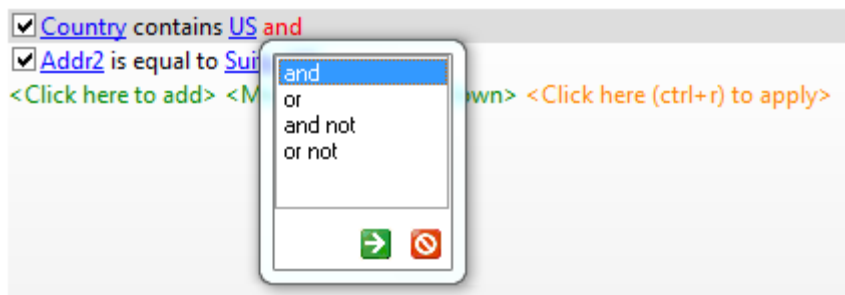 Country contains US and
Addr2 is equal to
<Click here to add> <Click here (ctrl+r) to apply>
and
or
and not
or not